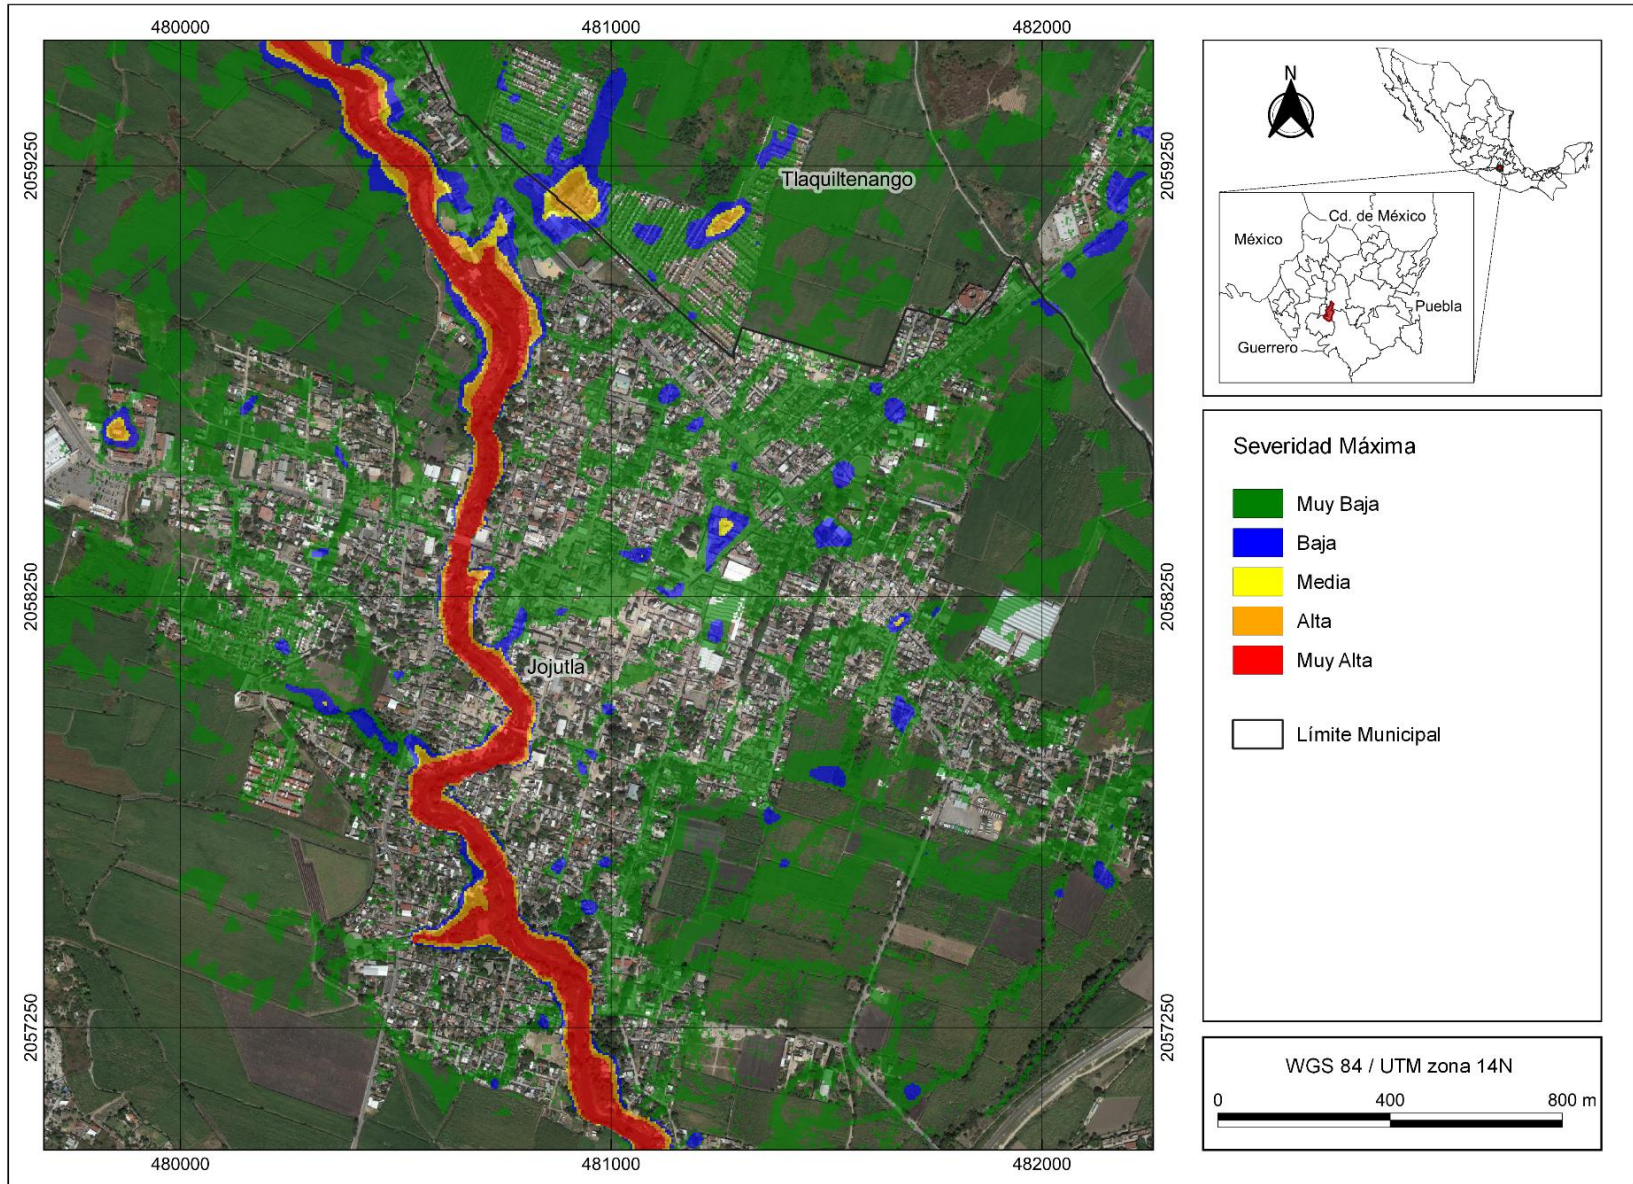 480000
481000
482000
2059250
2059250
Tlaquiltenango
2058250
2058250
Jojutla
2057250
2057250
480000
481000
482000
N
Cd. de México
México
Puebla
Guerrero
Severidad Máxima
Muy Baja
Baja
Media
Alta
Muy Alta
Límite Municipal
WGS 84 / UTM zona 14N
0
400
800 m